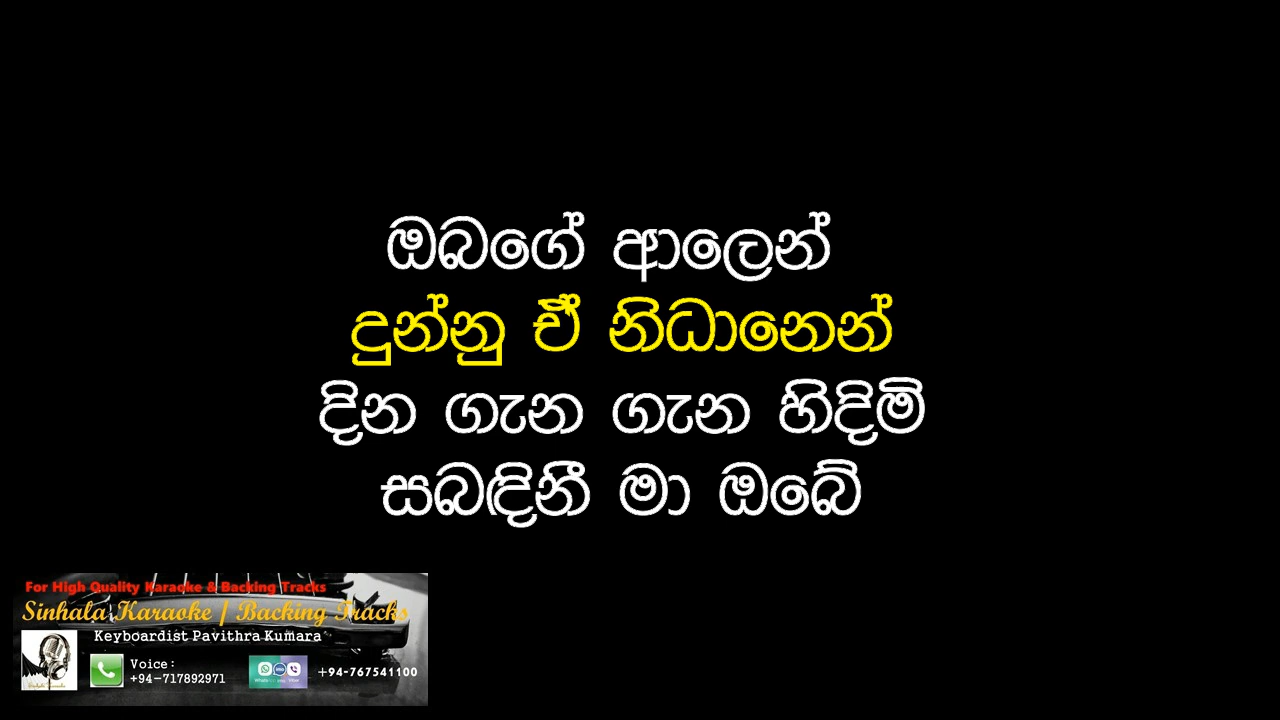 ඔබගේ ආලෙන්
දුන්නු ඒ නිධානෙන්
දින ගැන ගැන හිදිමි
සබඳිනී මා ඔබේ
For High Quality Karaoke & Backing Tracks
Sinhala Karaoke | Backing Tracks
Keyboardist Pavithra Kumara
Voice :
+94-717892971
+94-767541100